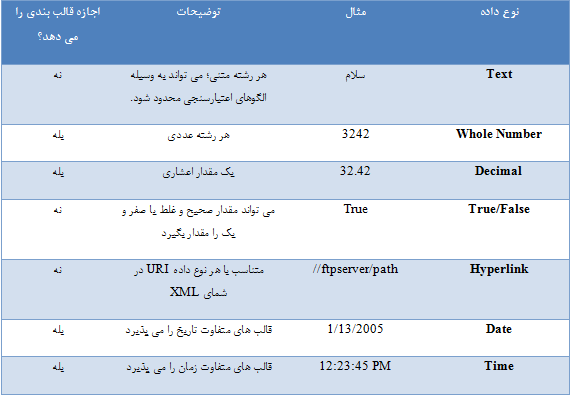 نوع داده
مثال
توضیحات
اجازه قالب بندی را
می دهد؟
Text
سلام
هر رشته متنی؛ می تواند به وسیله
الگوهای اعتبارسنجی محدود شود.
نه
Whole Number
3242
هر رشته عددی
بله
Decimal
32.42
یک مقدار اعشاری
بله
True/False
True
می تواند مقدار صحیح و غلط یا صفر و
یک را مقدار بگیرد
نه
Hyperlink
//ftpserver/path
متناسب با هر نوع داده URI در
شمای XML
نه
Date
1/13/2005
قالب های متفاوت تاریخ را می پذیرد
بله
Time
12:23:45 PM
قالب های متفاوت زمان را می پذیرد
بله